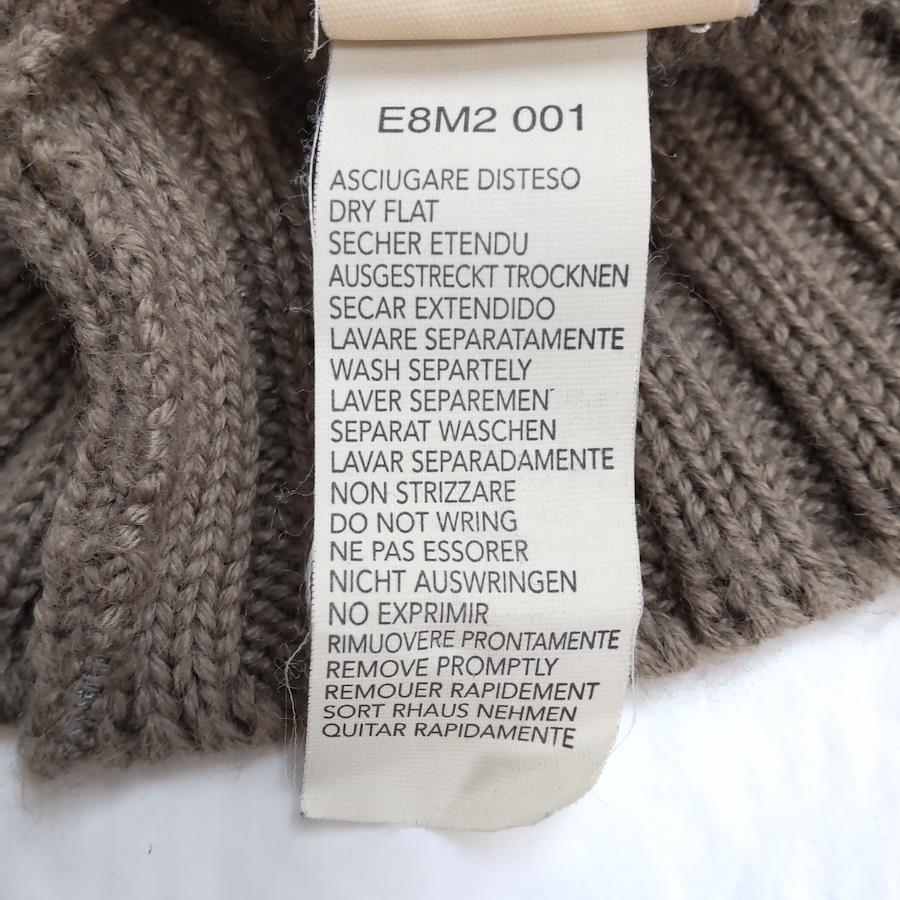 E8M2 001
ASCIUGARE DISTESO
DRY FLAT
SECHER ETENDU
AUSGESTRECKT TROCKNEN
SECAR EXTENDIDO
LAVARE SEPARATAMENTE
WASH SEPARTELY
LAVER SEPAREMEN
SEPARAT WASCHEN
LAVAR SEPARADAMENTE
NON STRIZZARE
DO NOT WRING
NE PAS ESSORER
NICHT AUSWRINGEN
NO EXPRIMIR
RIMUOVERE PRONTAMENTE
REMOVE PROMPTLY
REMOUER RAPIDEMENT
SORT RHAUS NEHMEN
QUITAR RAPIDAMENTE